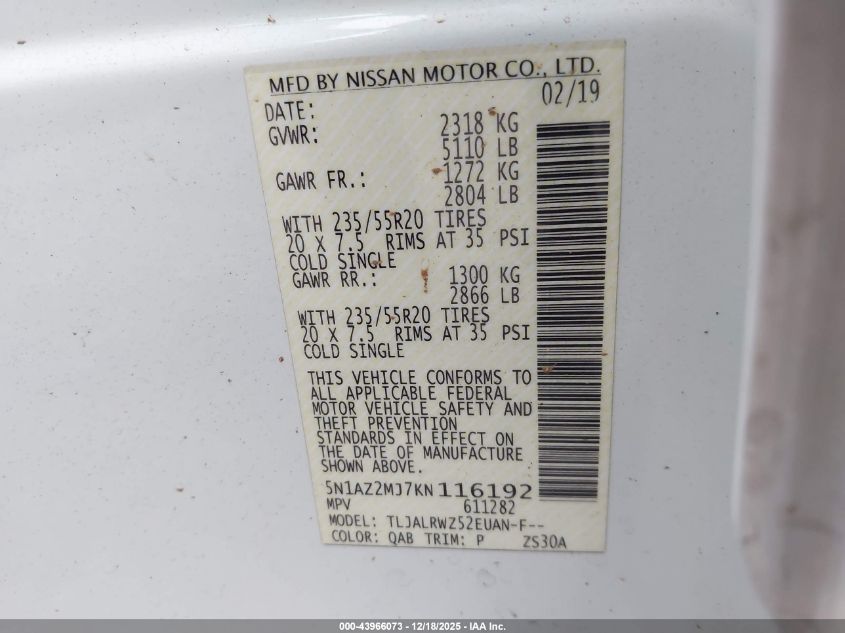 MFD BY NISSAN MOTOR CO., LTD.
DATE: 02/19
GVWR: 2318 KG
5110 LB
GAWR FR.: 1272 KG
2804 LB
WITH 235/55R20 TIRES
20 X 7.5 RIMS AT 35 PSI
COLD SINGLE
GAWR RR.: 1300 KG
2866 LB
WITH 235/55R20 TIRES
20 X 7.5 RIMS AT 35 PSI
COLD SINGLE
THIS VEHICLE CONFORMS TO
ALL APPLICABLE FEDERAL
MOTOR VEHICLE SAFETY AND
THEFT PREVENTION
STANDARDS IN EFFECT ON
THE DATE OF MANUFACTURE
SHOWN ABOVE.
5N1AZ2MJ7KN116192
MPV 611282
MODEL: TLJALRWZ52EUAN-F--
COLOR: QAB TRIM: P ZS30A
000-43966073 — 12/18/2025 — IAA Inc.